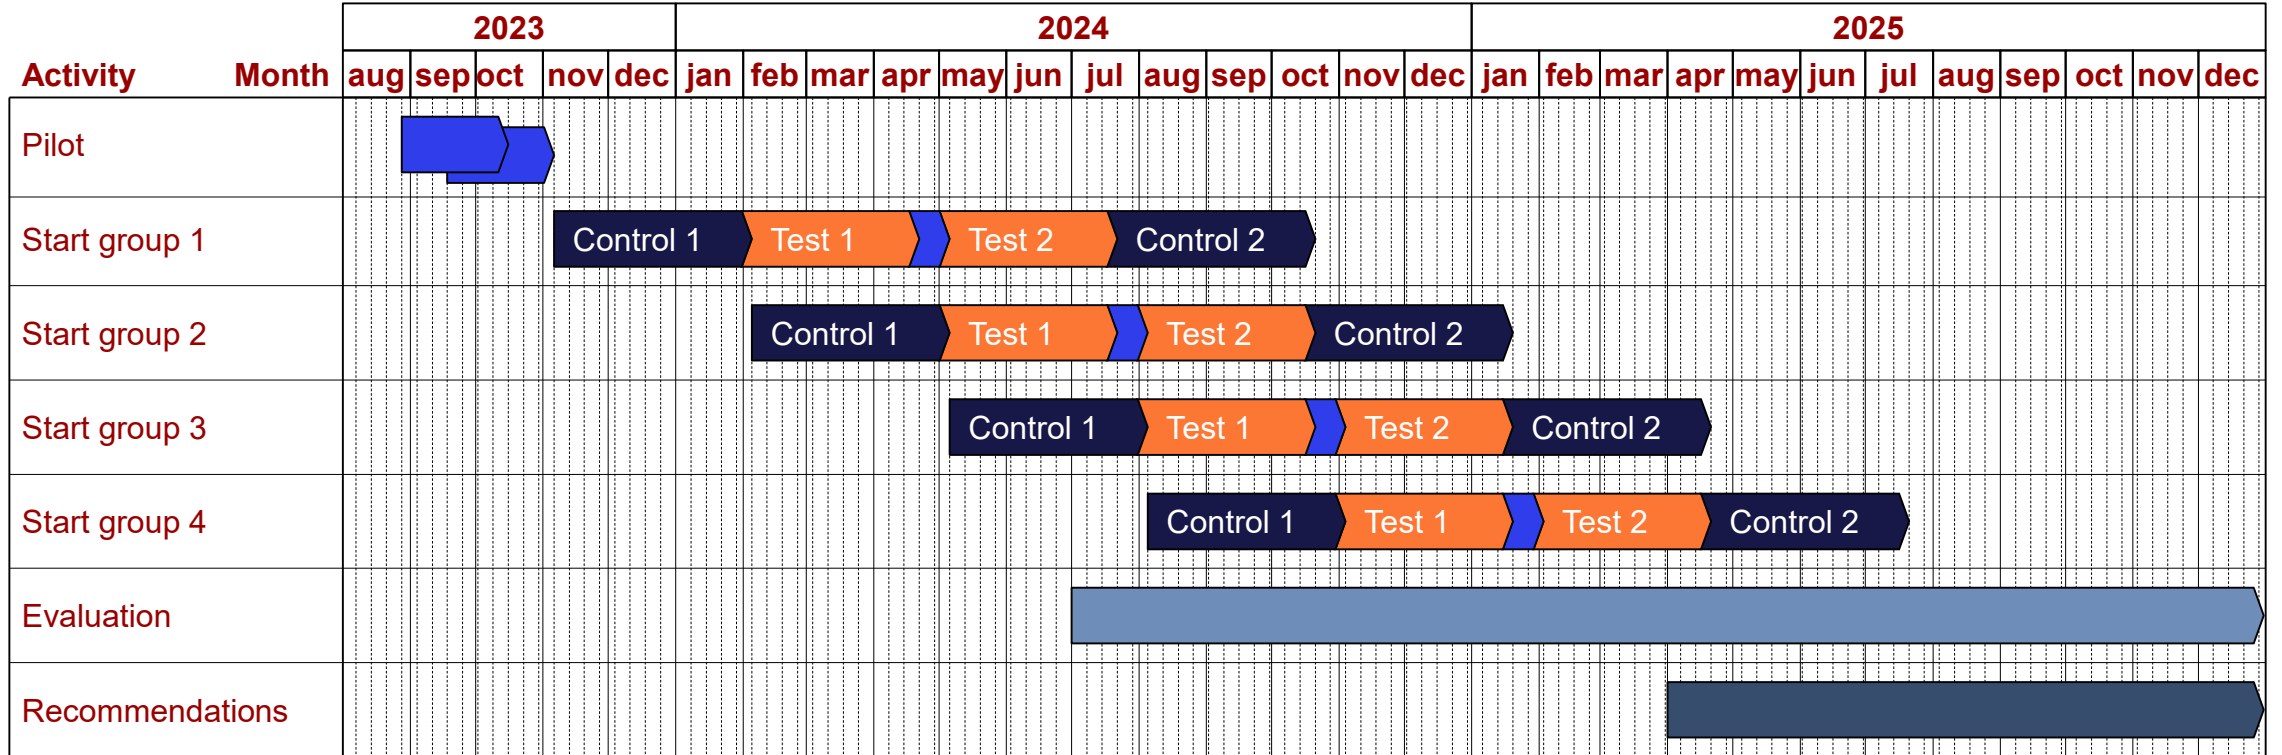 2023 2024 2025
Activity Month aug sep oct nov dec jan feb mar apr may jun jul aug sep oct nov dec jan feb mar apr may jun jul aug sep oct nov dec
Pilot
Start group 1 Control 1 Test 1 Test 2 Control 2
Start group 2 Control 1 Test 1 Test 2 Control 2
Start group 3 Control 1 Test 1 Test 2 Control 2
Start group 4 Control 1 Test 1 Test 2 Control 2
Evaluation
Recommendations